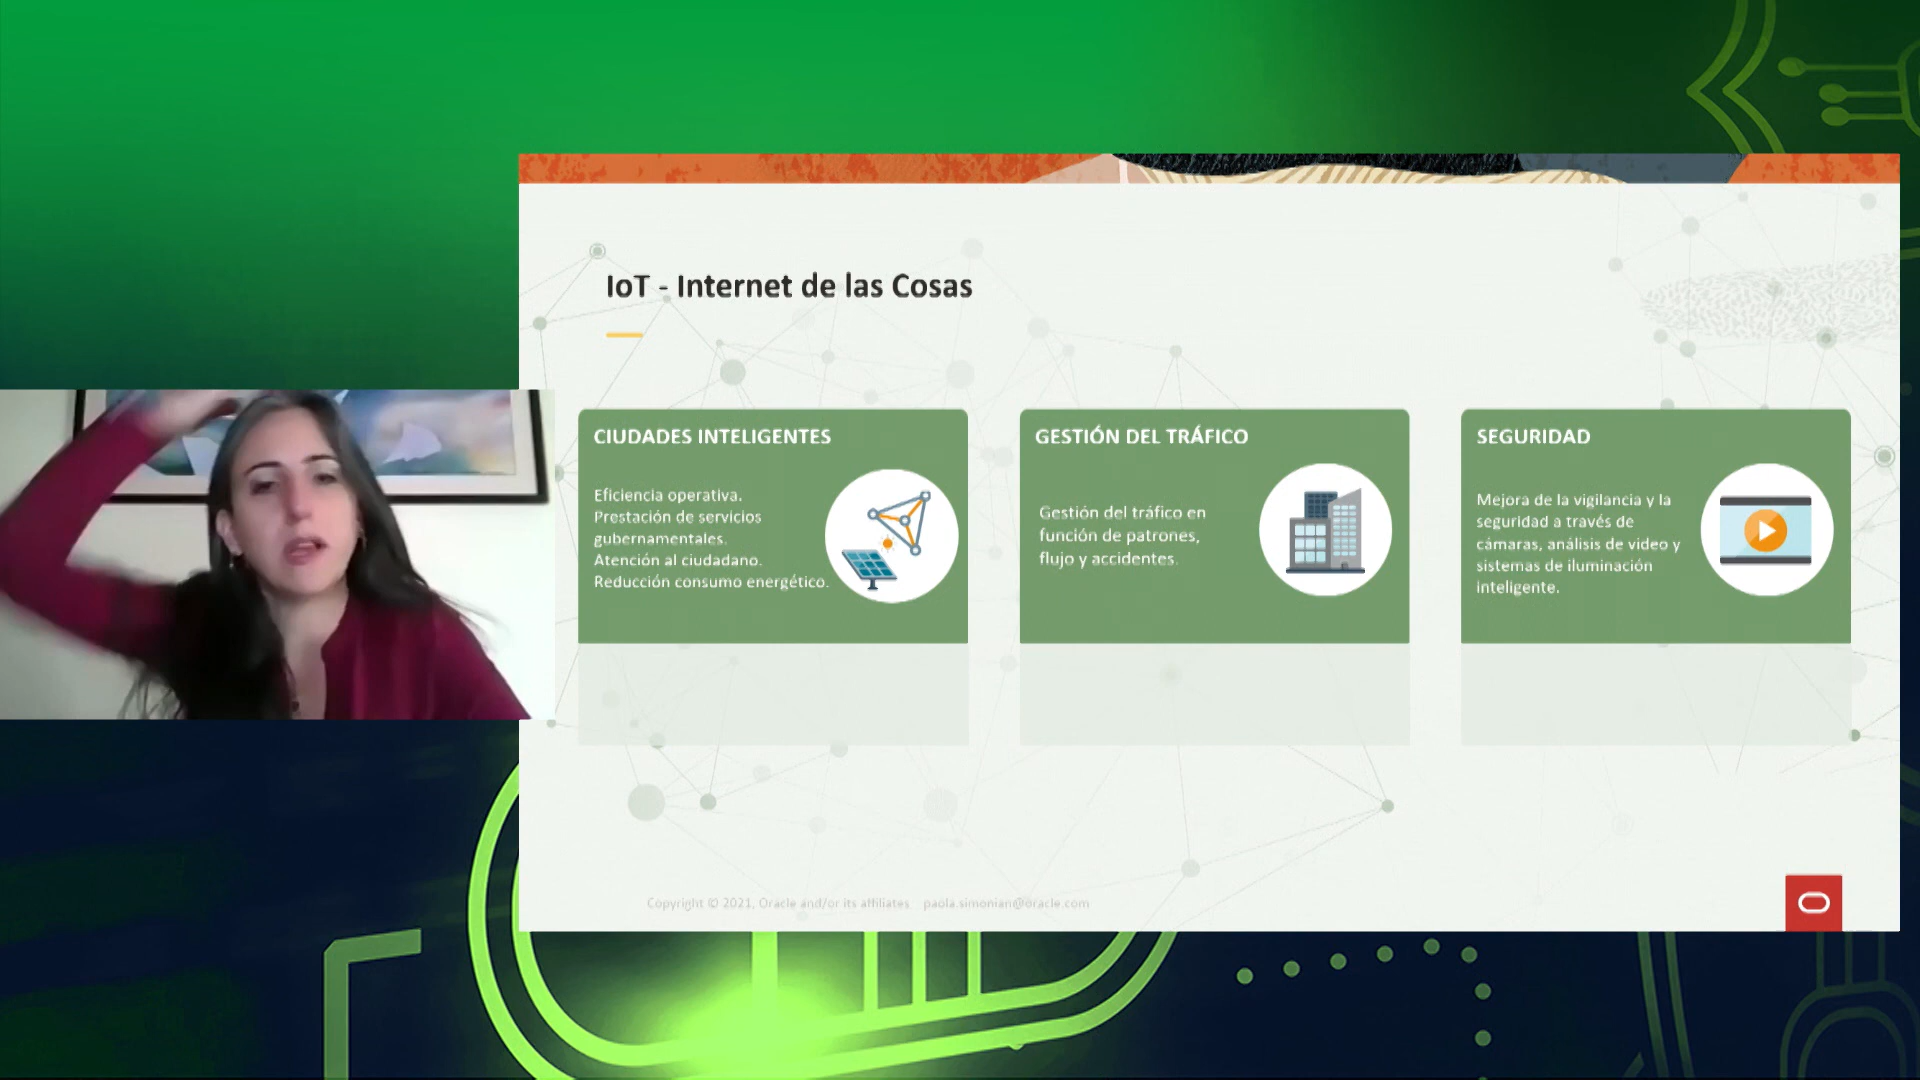 IoT - Internet de las Cosas
CIUDADES INTELIGENTES
Eficiencia operativa.
Prestación de servicios
gubernamentales.
Atención al ciudadano.
Reducción consumo energético.
GESTIÓN DEL TRÁFICO
Gestión del tráfico en
función de patrones,
flujo y accidentes.
SEGURIDAD
Mejora de la vigilancia y la
seguridad a través de
cámaras, análisis de video y
sistemas de iluminación
inteligente.
Copyright © 2021, Oracle and/or its affiliates paola.simonian@oracle.com